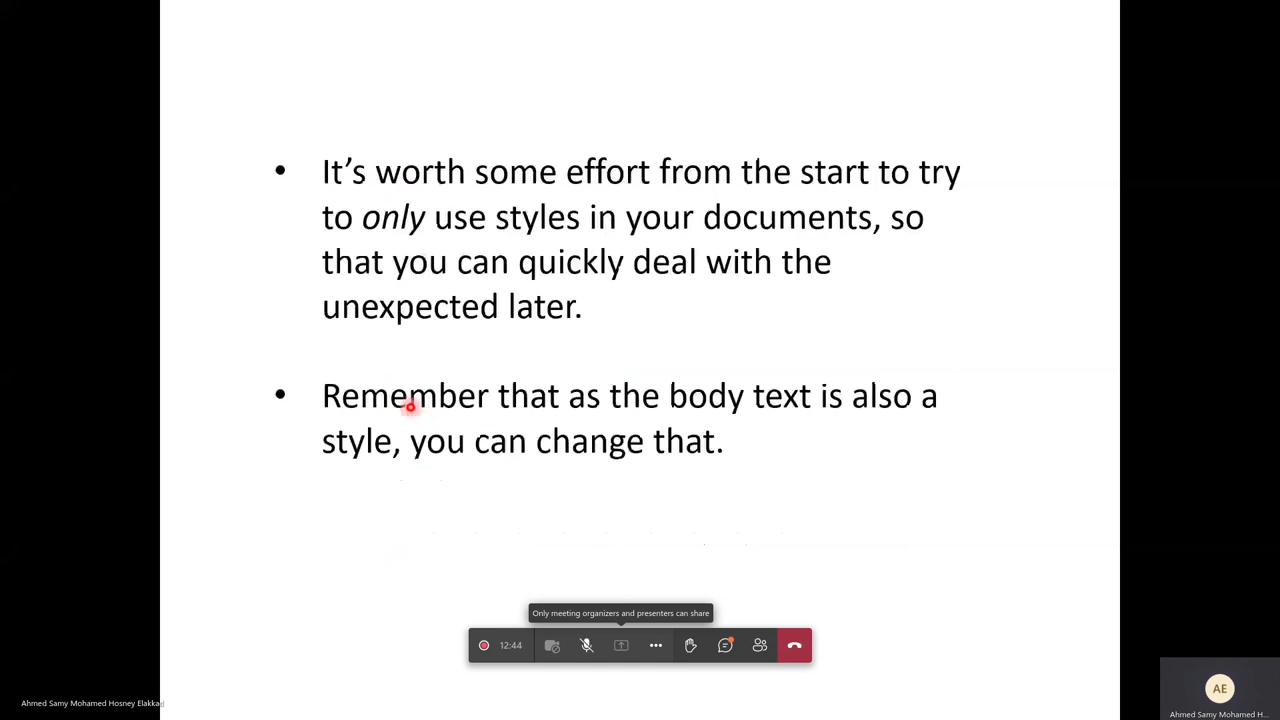 • It’s worth some effort from the start to try
to only use styles in your documents, so
that you can quickly deal with the
unexpected later.
• Remember that as the body text is also a
style, you can change that.
Only meeting organizers and presenters can share
12:44
AE
Ahmed Samy Mohamed Hosney Elakkad
Ahmed Samy Mohamed H...